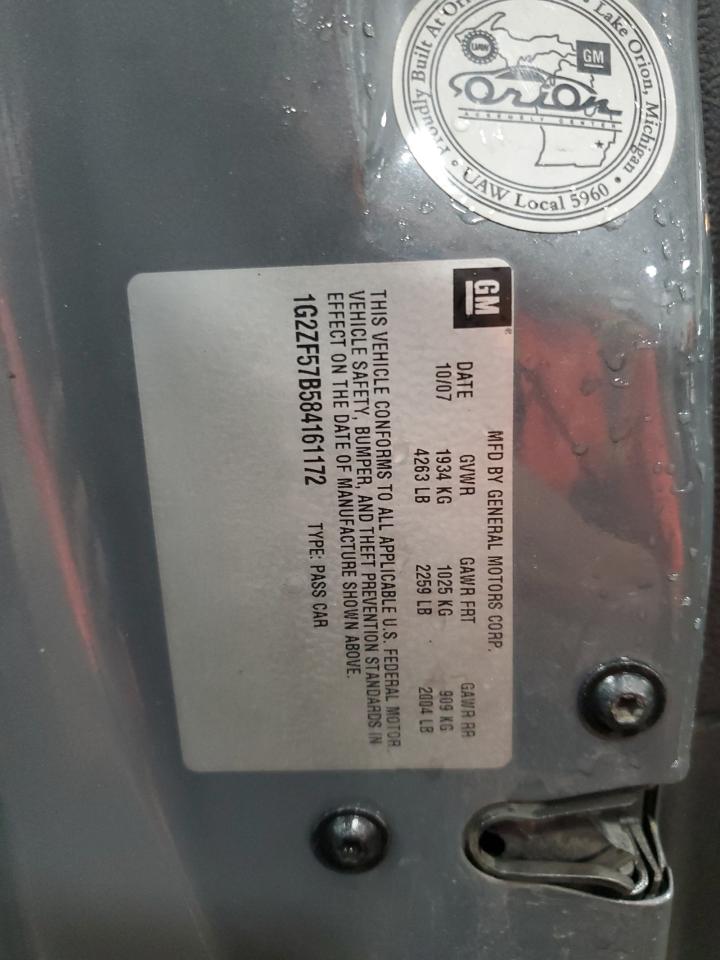 Proudly Built At
Lake Orion, Michigan
UAW
GM
Orion
ASSEMBLY CENTER
• UAW Local 5960 •
GM®
MFD BY GENERAL MOTORS CORP.
DATE GVWR GAWR FRT GAWR RR
10/07 1934 KG 1025 KG 909 KG
4263 LB 2259 LB 2004 LB
THIS VEHICLE CONFORMS TO ALL APPLICABLE U.S. FEDERAL MOTOR
VEHICLE SAFETY, BUMPER, AND THEFT PREVENTION STANDARDS IN
EFFECT ON THE DATE OF MANUFACTURE SHOWN ABOVE.
1G2ZF57B584161172 TYPE: PASS CAR